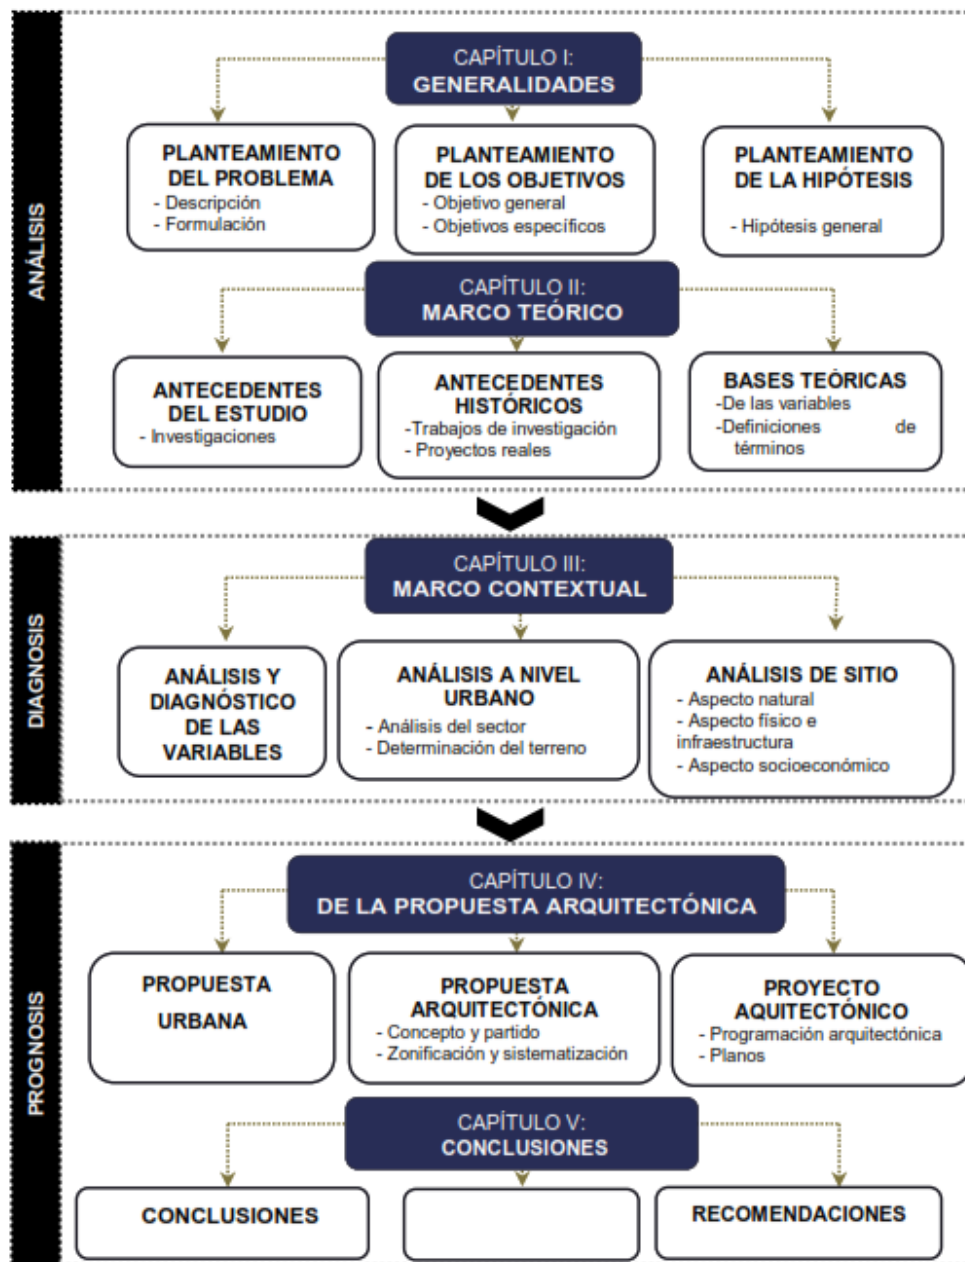 ANÁLISIS
CAPÍTULO I:
GENERALIDADES
PLANTEAMIENTO
DEL PROBLEMA
- Descripción
- Formulación
PLANTEAMIENTO
DE LOS OBJETIVOS
- Objetivo general
- Objetivos específicos
PLANTEAMIENTO
DE LA HIPÓTESIS
- Hipótesis general
CAPÍTULO II:
MARCO TEÓRICO
ANTECEDENTES
DEL ESTUDIO
- Investigaciones
ANTECEDENTES
HISTÓRICOS
-Trabajos de investigación
- Proyectos reales
BASES TEÓRICAS
-De las variables
-Definiciones de
términos
DIAGNOSIS
CAPÍTULO III:
MARCO CONTEXTUAL
ANÁLISIS Y
DIAGNÓSTICO
DE LAS
VARIABLES
ANÁLISIS A NIVEL
URBANO
- Análisis del sector
- Determinación del terreno
ANÁLISIS DE SITIO
- Aspecto natural
- Aspecto físico e
infraestructura
- Aspecto socioeconómico
PROGNOSIS
CAPÍTULO IV:
DE LA PROPUESTA ARQUITECTÓNICA
PROPUESTA
URBANA
PROPUESTA
ARQUITECTÓNICA
- Concepto y partido
- Zonificación y sistematización
PROYECTO
AQUITECTÓNICO
- Programación arquitectónica
- Planos
CAPÍTULO V:
CONCLUSIONES
CONCLUSIONES
RECOMENDACIONES